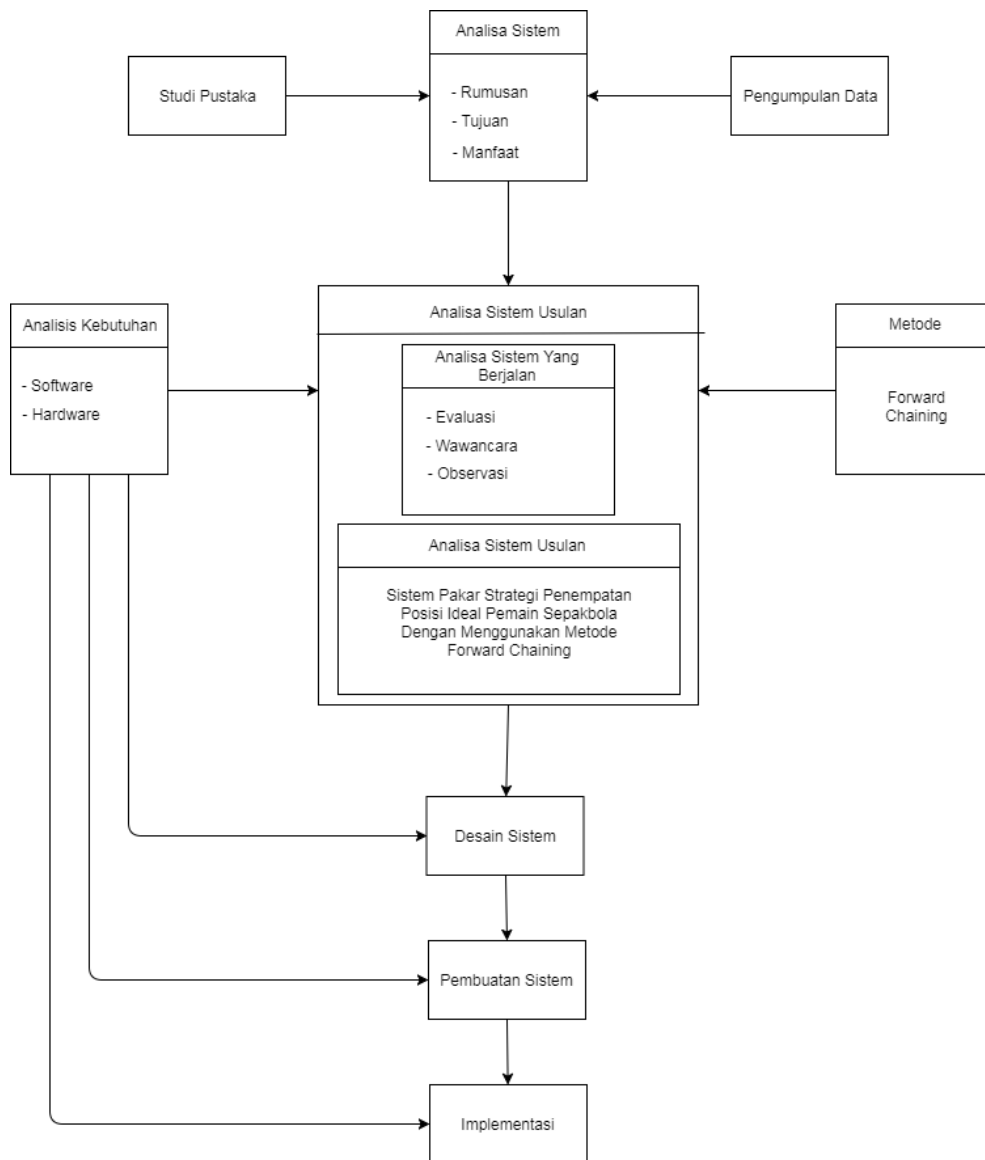 Analisa Sistem
Studi Pustaka
- Rumusan
- Tujuan
- Manfaat
Pengumpulan Data
Analisis Kebutuhan
- Software
- Hardware
Analisa Sistem Usulan
Analisa Sistem Yang
Berjalan
- Evaluasi
- Wawancara
- Observasi
Analisa Sistem Usulan
Sistem Pakar Strategi Penempatan
Posisi Ideal Pemain Sepakbola
Dengan Menggunakan Metode
Forward Chaining
Metode
Forward
Chaining
Desain Sistem
Pembuatan Sistem
Implementasi